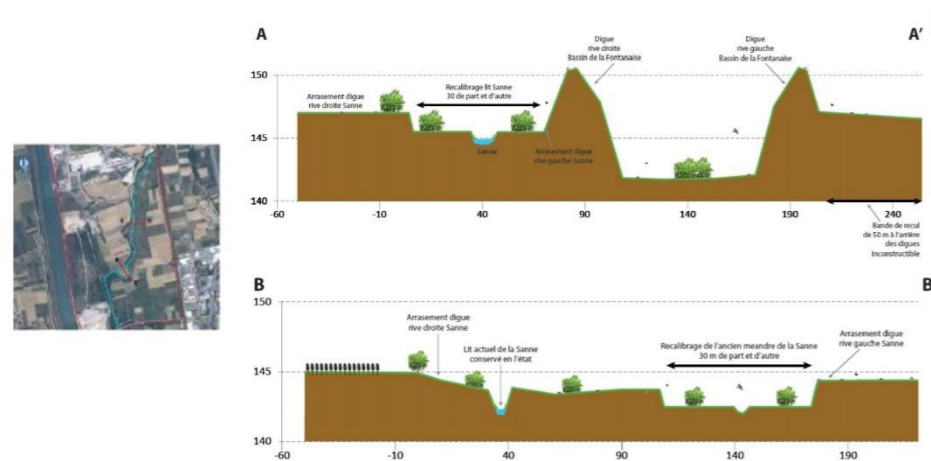 A
A'
150
145
140
-60
-10
40
90
140
190
240
Arrasement digue
rive droite Sanne
Recalibrage lit Sanne
30 de part et d'autre
Sanne
Arrasement digue
rive gauche Sanne
Digue
rive droite
Bassin de la Fontanaise
Digue
rive gauche
Bassin de la Fontanaise
Bande de recul
de 50 m à l'arrière
des digues
Inconstructible
B
B
150
145
140
-60
-10
40
90
140
190
Arrasement digue
rive droite Sanne
Lit actuel de la Sanne
conservé en l'état
Recalibrage de l'ancien meandre de la Sanne
30 m de part et d'autre
Arrasement digue
rive gauche Sanne